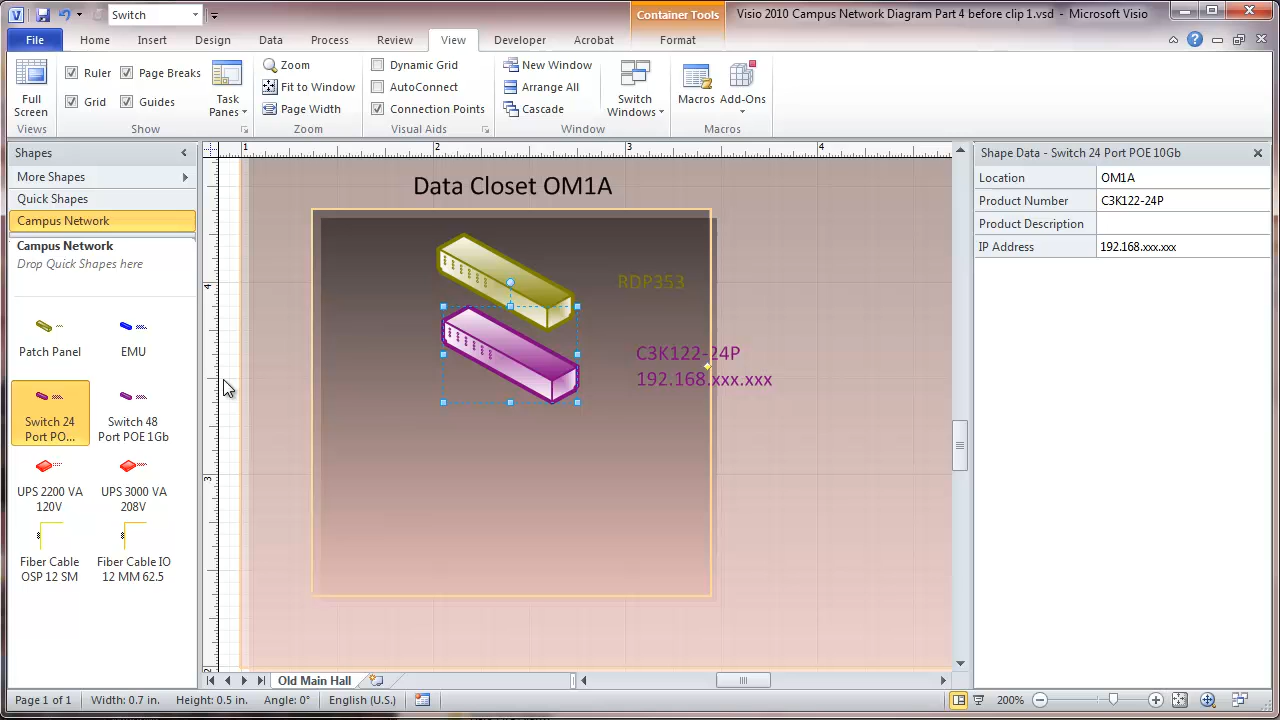 Switch
Container Tools
Visio 2010 Campus Network Diagram Part 4 before clip 1.vsd - Microsoft Visio
File
Home
Insert
Design
Data
Process
Review
View
Developer
Acrobat
Format
Full
Screen
Views
Ruler
Page Breaks
Grid
Guides
Task
Panes
Show
Zoom
Fit to Window
Page Width
Zoom
Dynamic Grid
AutoConnect
Connection Points
Visual Aids
New Window
Arrange All
Cascade
Switch
Windows
Window
Macros
Add-Ons
Macros
Shapes
More Shapes
Quick Shapes
Campus Network
Campus Network
Drop Quick Shapes here
Patch Panel
EMU
Switch 24
Port PO...
Switch 48
Port POE 1Gb
UPS 2200 VA
120V
UPS 3000 VA
208V
Fiber Cable
OSP 12 SM
Fiber Cable IO
12 MM 62.5
1
2
3
4
4
3
2
Data Closet OM1A
RDP353
C3K122-24P
192.168.xxx.xxx
Shape Data - Switch 24 Port POE 10Gb
Location
OM1A
Product Number
C3K122-24P
Product Description
IP Address
192.168.xxx.xxx
Old Main Hall
Page 1 of 1
Width: 0.7 in.
Height: 0.5 in.
Angle: 0°
English (U.S.)
200%